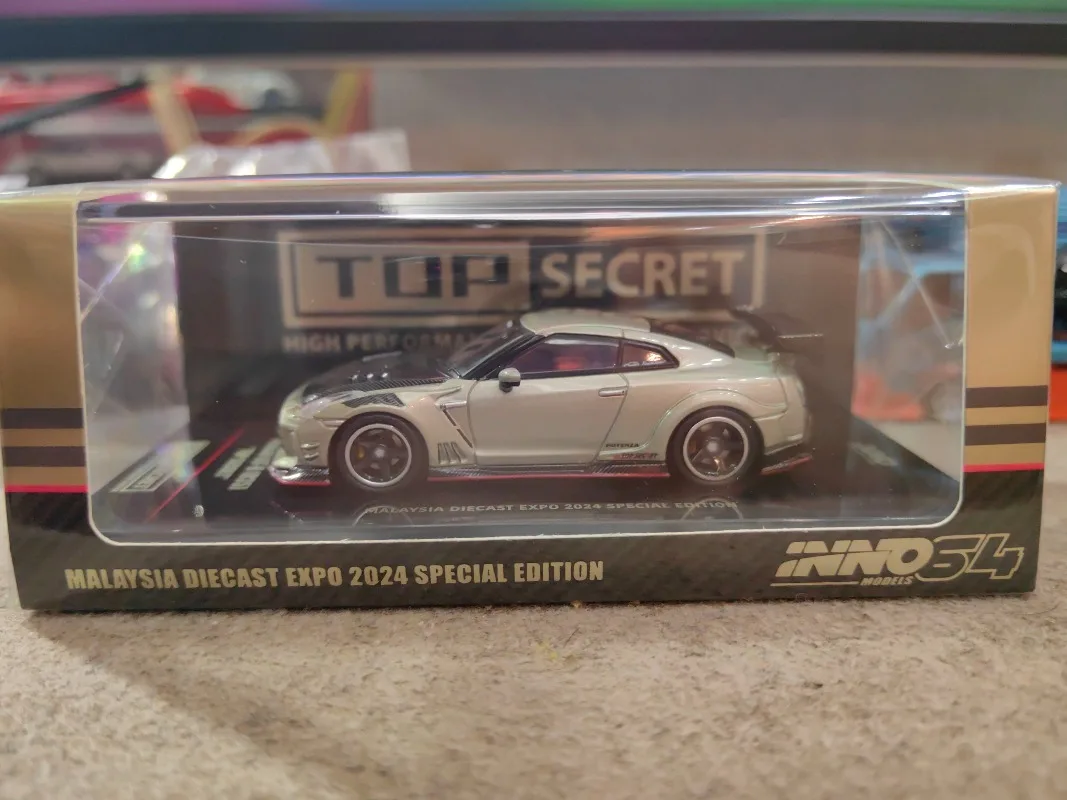 TOP SECRET
HIGH PERFORMA
MALAYSIA DIECAST EXPO 2024 SPECIAL EDITION
MALAYSIA DIECAST EXPO 2024 SPECIAL EDITION
INNO64
MODELS